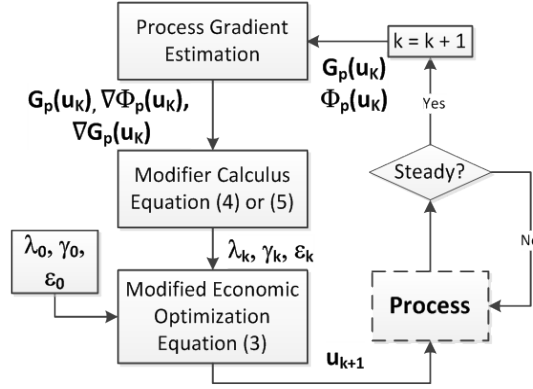 Process Gradient
Estimation
k = k + 1
Gp(uK)
Φp(uK)
Gp(uK), ∇Φp(uK),
∇Gp(uK)
Yes
Modifier Calculus
Equation (4) or (5)
Steady?
No
λ0, γ0,
ε0
λk, γk, εk
Modified Economic
Optimization
Equation (3)
Process
uk+1